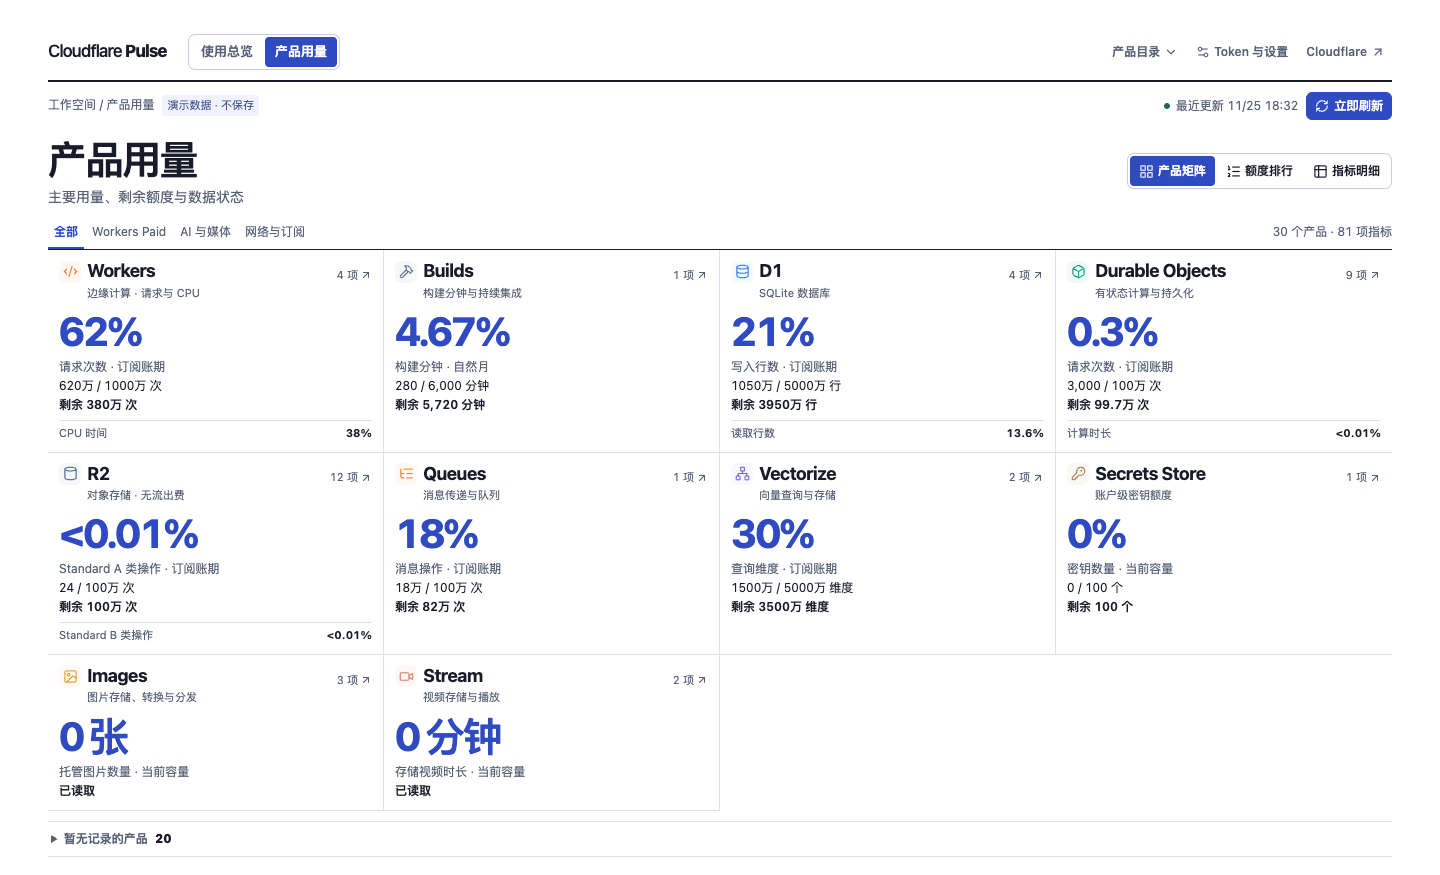 Cloudflare Pulse 使用总览 产品用量 产品目录 Token 与设置 Cloudflare ↗
工作空间 / 产品用量 演示数据 · 不保存 最近更新 11/25 18:32 立即刷新
产品用量
主要用量、剩余额度与数据状态
产品矩阵 额度排行 指标明细
全部 Workers Paid AI 与媒体 网络与订阅 30 个产品 · 81 项指标
Workers 4 项 ↗
边缘计算 · 请求与 CPU
62%
请求次数 · 订阅账期
620万 / 1000万 次
剩余 380万 次
CPU 时间 38%
Builds 1 项 ↗
构建分钟与持续集成
4.67%
构建分钟 · 自然月
280 / 6,000 分钟
剩余 5,720 分钟
D1 4 项 ↗
SQLite 数据库
21%
写入行数 · 订阅账期
1050万 / 5000万 行
剩余 3950万 行
读取行数 13.6%
Durable Objects 9 项 ↗
有状态计算与持久化
0.3%
请求次数 · 订阅账期
3,000 / 100万 次
剩余 99.7万 次
计算时长 <0.01%
R2 12 项 ↗
对象存储 · 无流出费
<0.01%
Standard A 类操作 · 订阅账期
24 / 100万 次
剩余 100万 次
Standard B 类操作 <0.01%
Queues 1 项 ↗
消息传递与队列
18%
消息操作 · 订阅账期
18万 / 100万 次
剩余 82万 次
Vectorize 2 项 ↗
向量查询与存储
30%
查询维度 · 订阅账期
1500万 / 5000万 维度
剩余 3500万 维度
Secrets Store 1 项 ↗
账户级密钥额度
0%
密钥数量 · 当前容量
0 / 100 个
剩余 100 个
Images 3 项 ↗
图片存储、转换与分发
0 张
托管图片数量 · 当前容量
已读取
Stream 2 项 ↗
视频存储与播放
0 分钟
存储视频时长 · 当前容量
已读取
暂无记录的产品 20